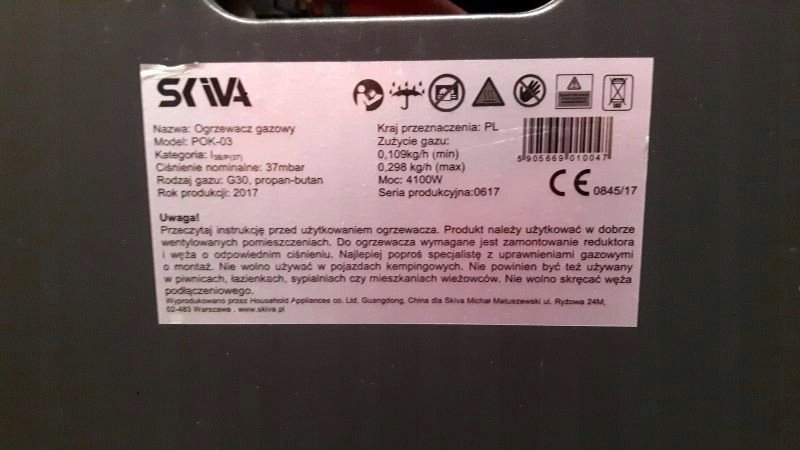 SKIVA
Nazwa: Ogrzewacz gazowy
Model: POK-03
Kategoria: I3B/P(37)
Ciśnienie nominalne: 37mbar
Rodzaj gazu: G30, propan-butan
Rok produkcji: 2017
Kraj przeznaczenia: PL
Zużycie gazu:
0,109kg/h (min)
0,298 kg/h (max)
Moc: 4100W
Seria produkcyjna:0617
5 905669 010047
CE 0845/17
Uwaga!
Przeczytaj instrukcję przed użytkowaniem ogrzewacza. Produkt należy użytkować w dobrze
wentylowanych pomieszczeniach. Do ogrzewacza wymagane jest zamontowanie reduktora
i węża o odpowiednim ciśnieniu. Najlepiej poproś specjalistę z uprawnieniami gazowymi
o montaż. Nie wolno używać w pojazdach kempingowych. Nie powinien być też używany
w piwnicach, łazienkach, sypialniach czy mieszkaniach wieżowców. Nie wolno skręcać węża
podłączeniowego.
Wyprodukowano przez Household Appliances co. Ltd, Guangdong, China dla Skiva Michał Matuszewski ul. Ryżowa 24M,
02-483 Warszawa . www.skiva.pl